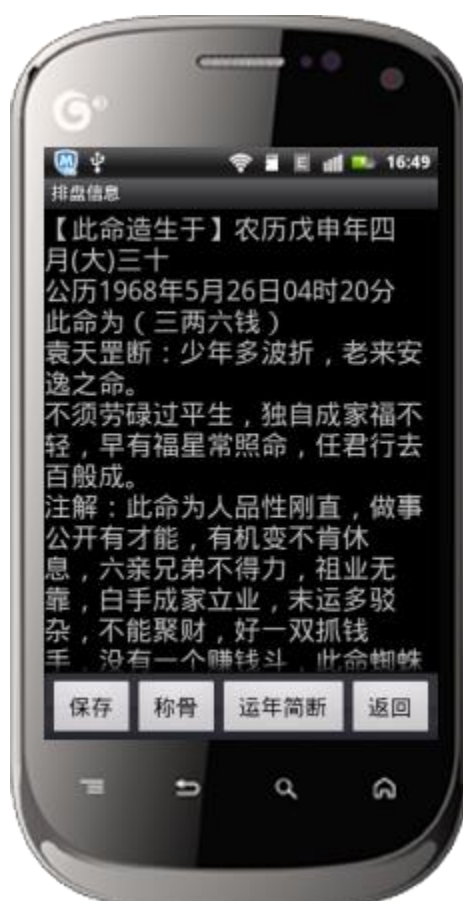 G
M
E
16:49
排盘信息
【此命造生于】农历戊申年四
月(大)三十
公历1968年5月26日04时20分
此命为（三两六钱）
袁天罡断：少年多波折，老来安
逸之命。
不须劳碌过平生，独自成家福不
轻，早有福星常照命，任君行去
百般成。
注解：此命为人品性刚直，做事
公开有才能，有机变不肯休
息，六亲兄弟不得力，祖业无
靠，白手成家立业，末运多驳
杂，不能聚财，好一双抓钱
手，没有一个赚钱斗，此命蜘蛛
保存
称骨
运年简断
返回